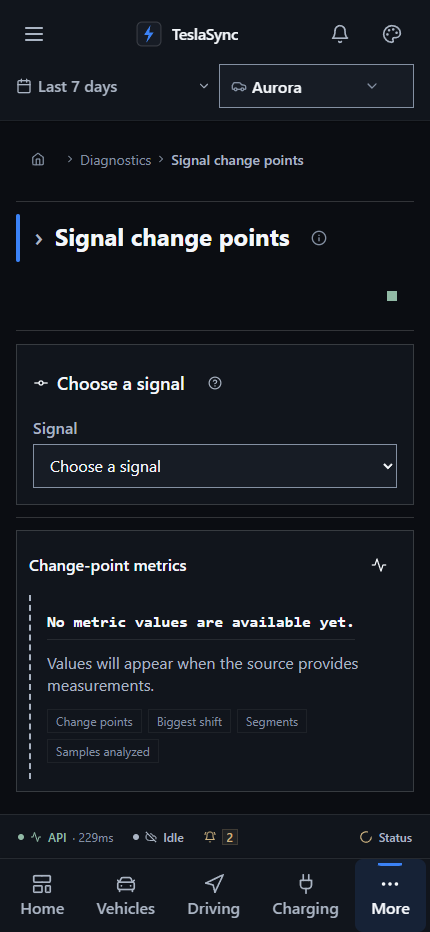 TeslaSync
Last 7 days
Aurora
Diagnostics
Signal change points
Signal change points
Choose a signal
Signal
Choose a signal
Change-point metrics
No metric values are available yet.
Values will appear when the source provides
measurements.
Change points
Biggest shift
Segments
Samples analyzed
API · 229ms
Idle
2
Status
Home
Vehicles
Driving
Charging
More